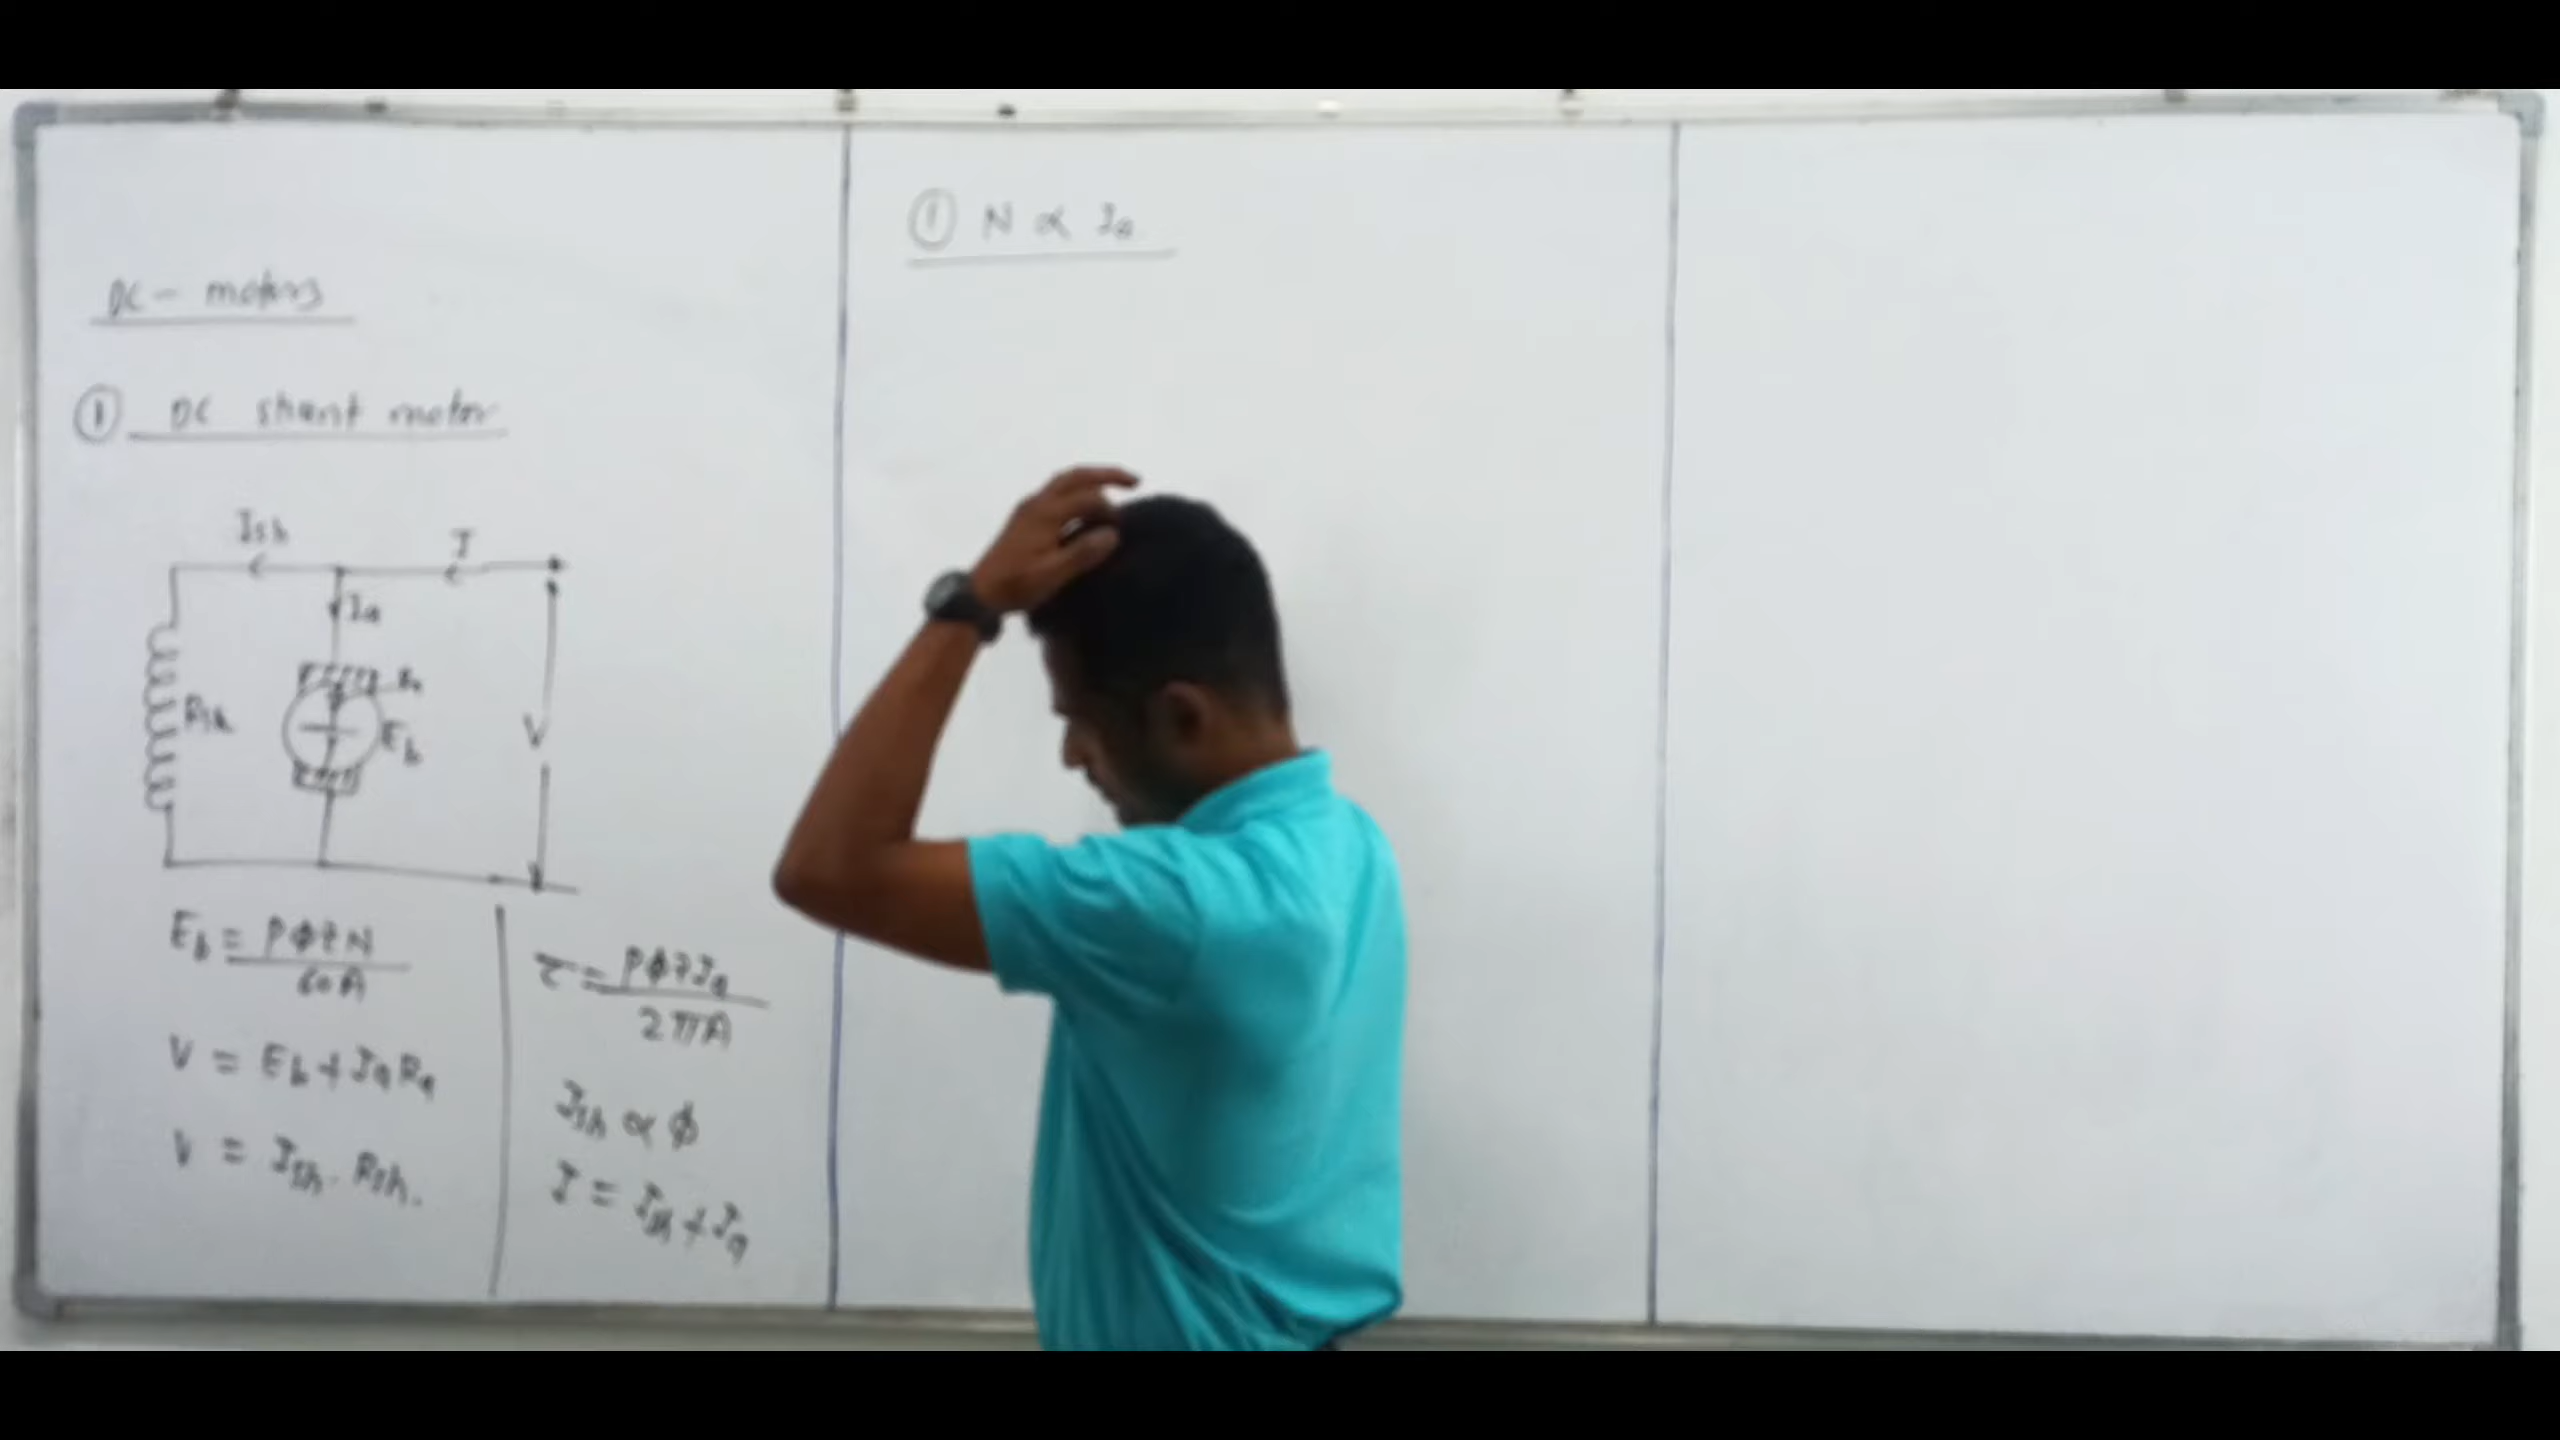 DC - motors
① DC shunt motor
Ish
I
Ia
Ra
Rsh
Eb
V
Eb = PΦZN / 60A
V = Eb + IaRa
V = Ish . Rsh.
τ = PΦZIa / 2πA
Ish ∝ Φ
I = Ish + Ia
① N ∝ Ia